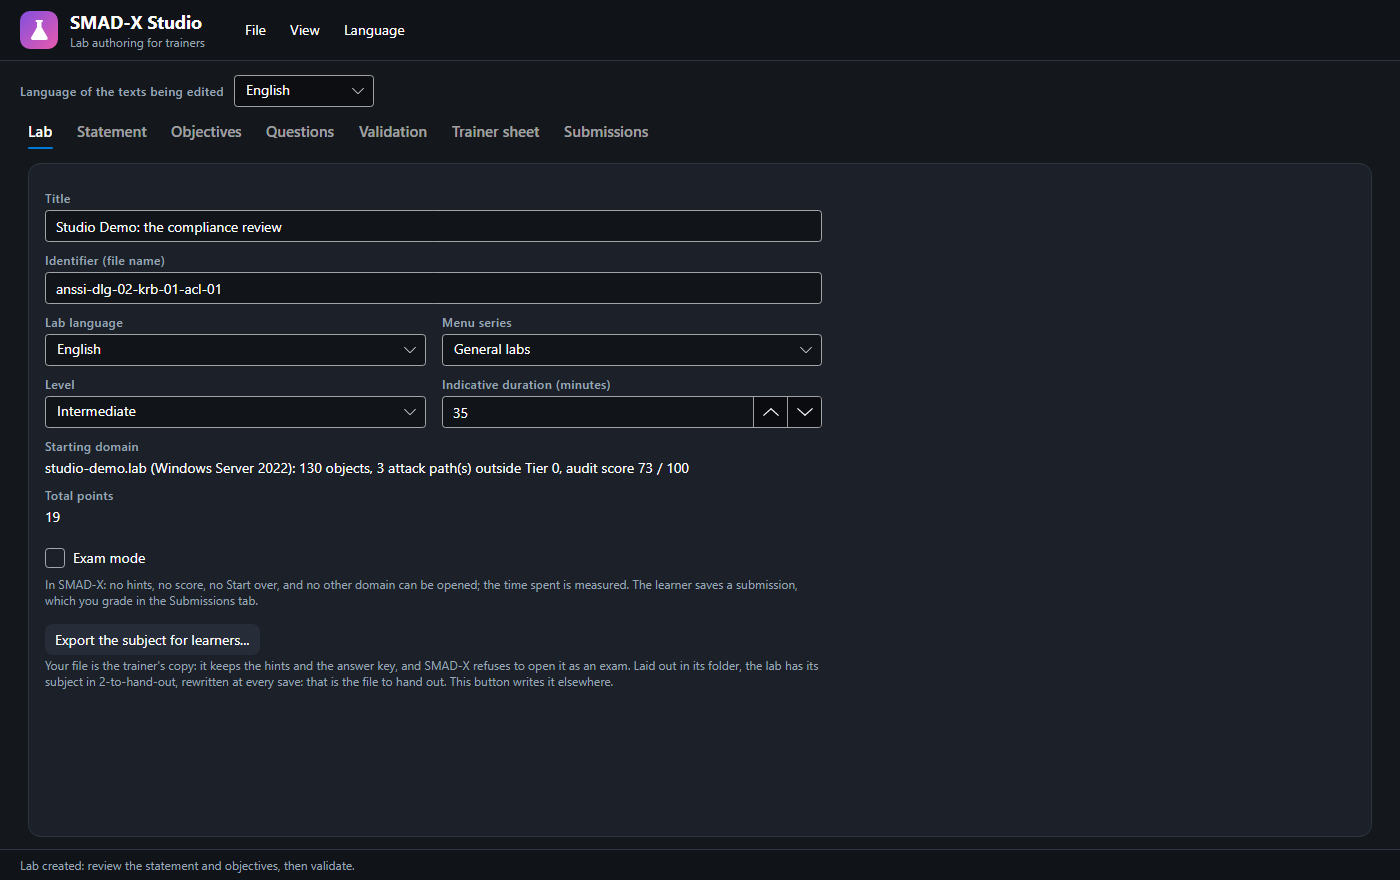 SMAD-X Studio
Lab authoring for trainers
File
View
Language
Language of the texts being edited
English
Lab
Statement
Objectives
Questions
Validation
Trainer sheet
Submissions
Title
Studio Demo: the compliance review
Identifier (file name)
anssi-dlg-02-krb-01-acl-01
Lab language
Menu series
English
General labs
Level
Indicative duration (minutes)
Intermediate
35
Starting domain
studio-demo.lab (Windows Server 2022): 130 objects, 3 attack path(s) outside Tier 0, audit score 73 / 100
Total points
19
Exam mode
In SMAD-X: no hints, no score, no Start over, and no other domain can be opened; the time spent is measured. The learner saves a submission,
which you grade in the Submissions tab.
Export the subject for learners...
Your file is the trainer's copy: it keeps the hints and the answer key, and SMAD-X refuses to open it as an exam. Laid out in its folder, the lab has its
subject in 2-to-hand-out, rewritten at every save: that is the file to hand out. This button writes it elsewhere.
Lab created: review the statement and objectives, then validate.